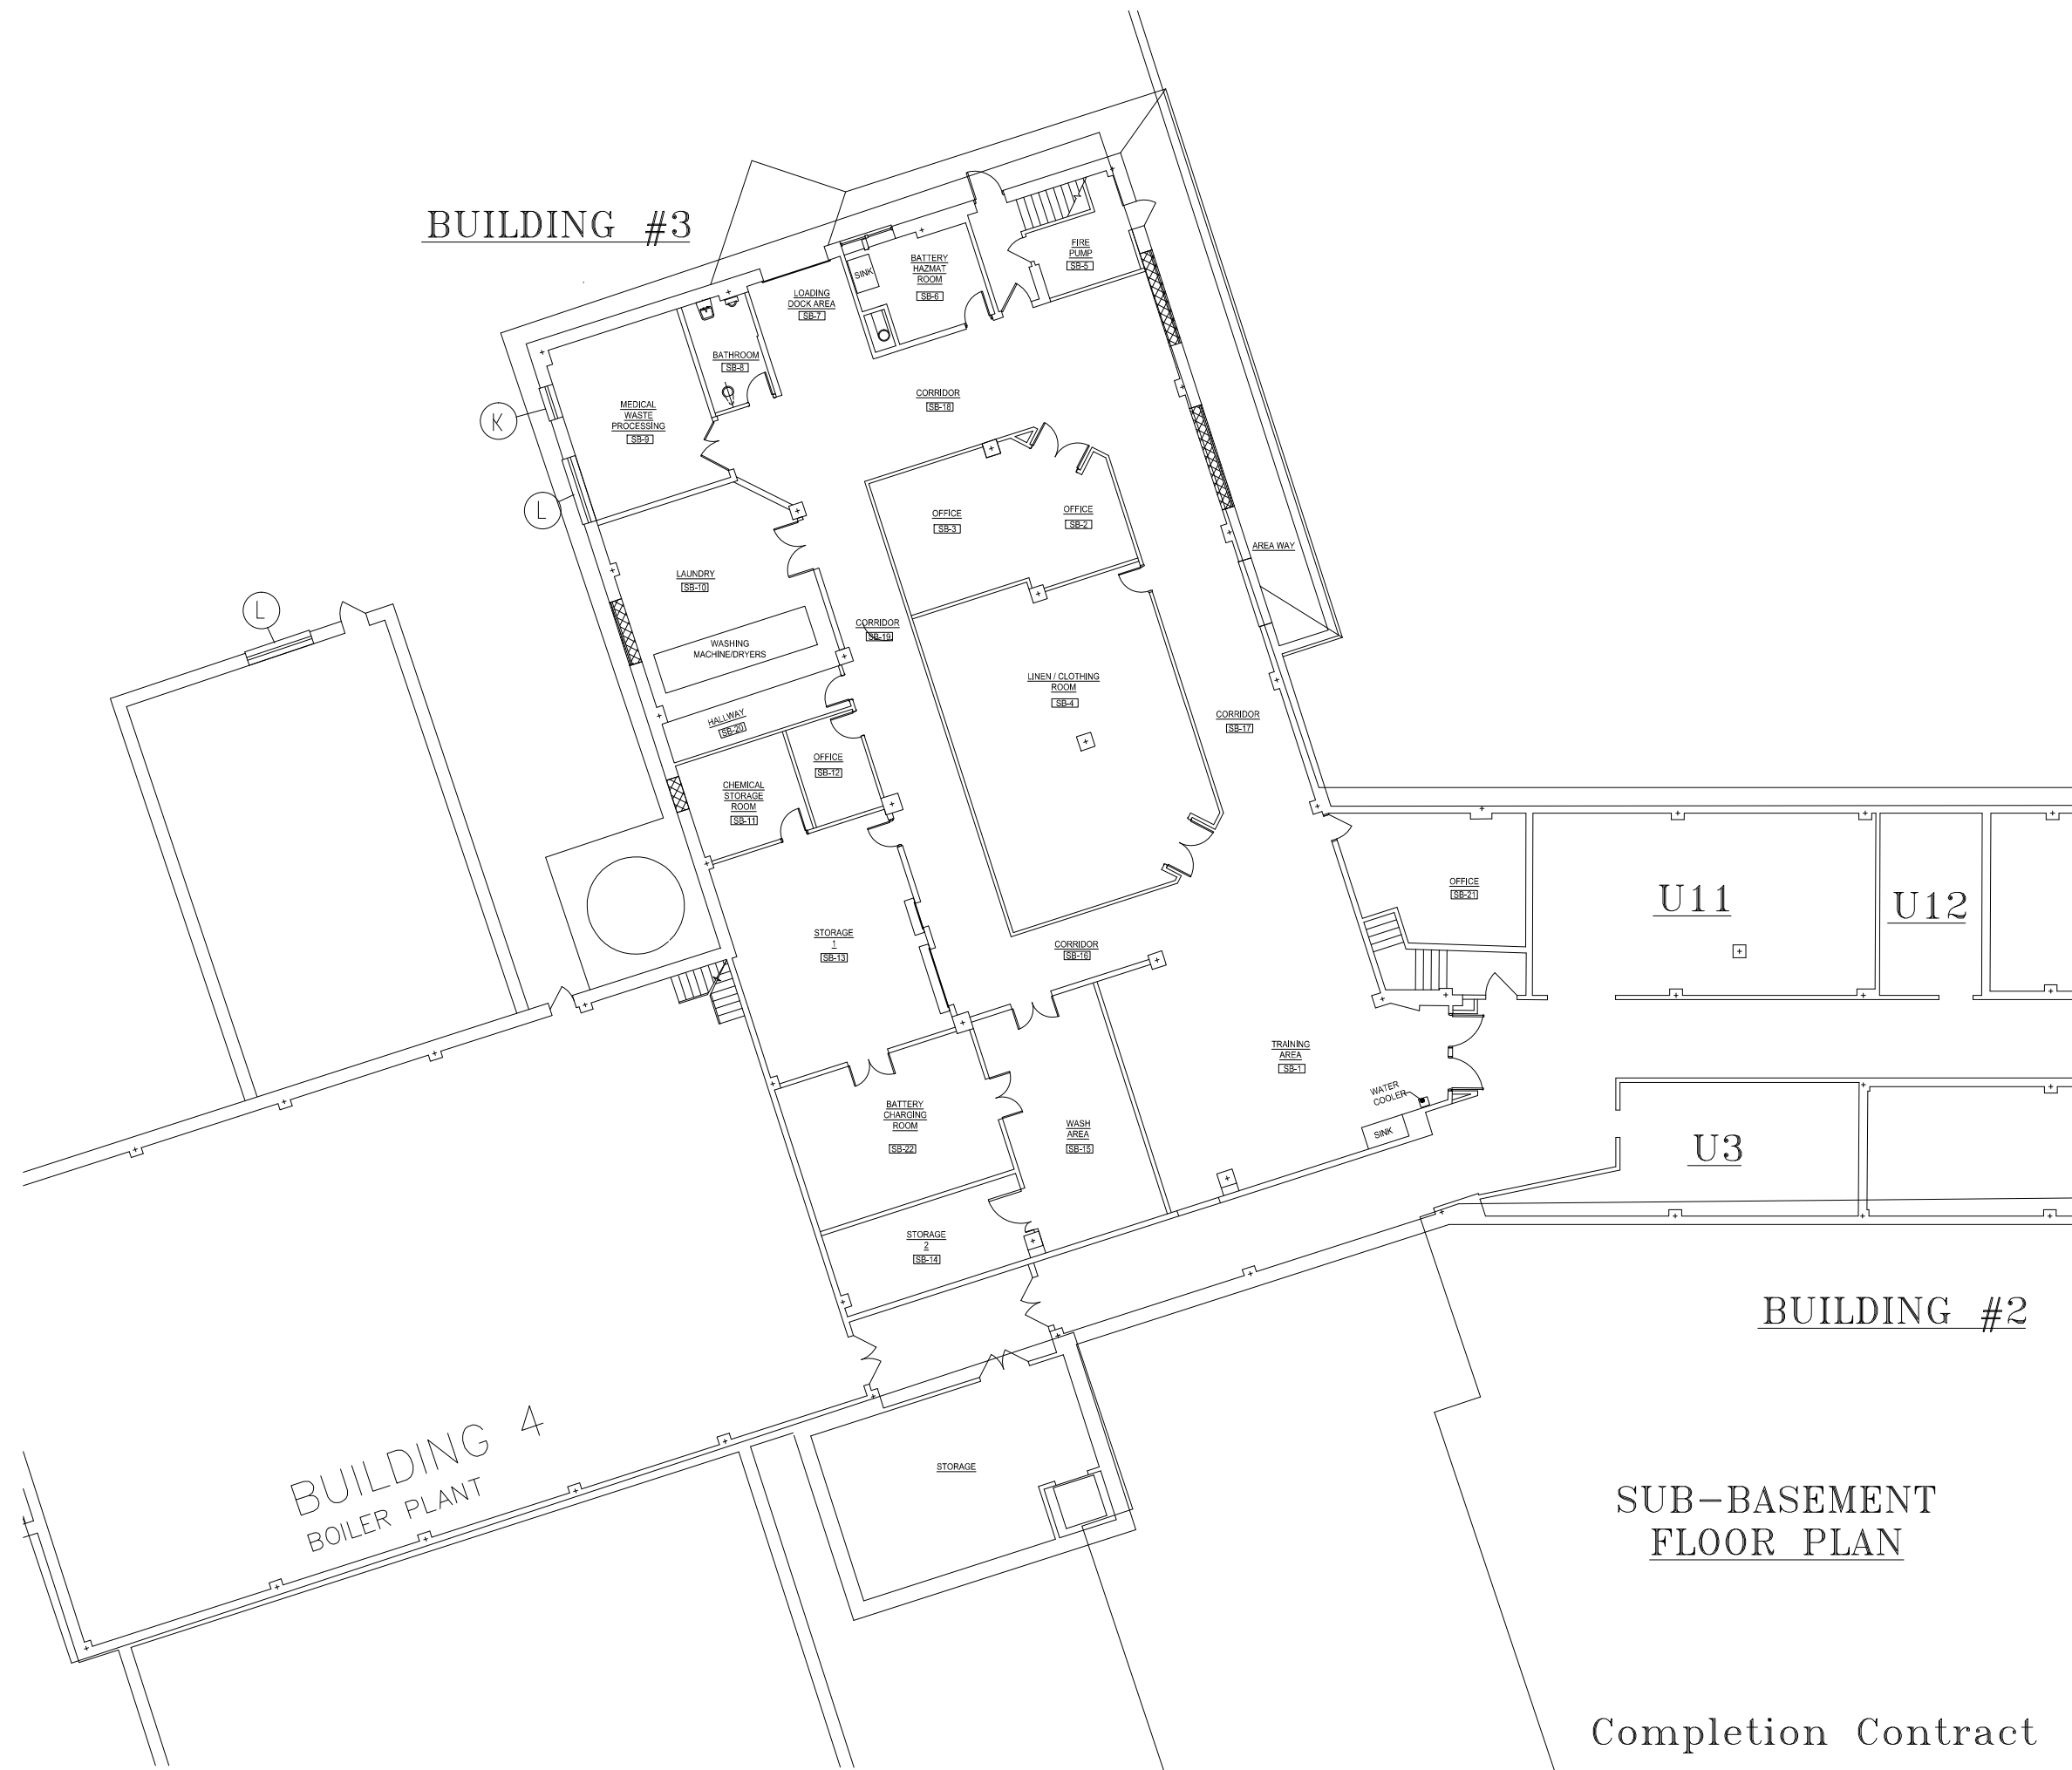 BUILDING #3
FIRE
PUMP
SB-5
BATTERY
HAZMAT
ROOM
SB-6
SINK
LOADING
DOCK AREA
SB-7
BATHROOM
SB-8
CORRIDOR
SB-18
K
MEDICAL
WASTE
PROCESSING
SB-9
L
OFFICE
SB-3
OFFICE
SB-2
AREA WAY
LAUNDRY
SB-10
L
CORRIDOR
SB-19
WASHING
MACHINE/DRYERS
LINEN / CLOTHING
ROOM
SB-4
HALLWAY
SB-20
CORRIDOR
SB-17
OFFICE
SB-12
CHEMICAL
STORAGE
ROOM
SB-11
OFFICE
SB-21
U11
U12
STORAGE
1
SB-13
CORRIDOR
SB-16
TRAINING
AREA
SB-1
WATER
COOLER
SINK
BATTERY
CHARGING
ROOM
SB-22
WASH
AREA
SB-15
U3
STORAGE
2
SB-14
BUILDING #2
BUILDING 4
BOILER PLANT
STORAGE
SUB-BASEMENT
FLOOR PLAN
Completion Contract